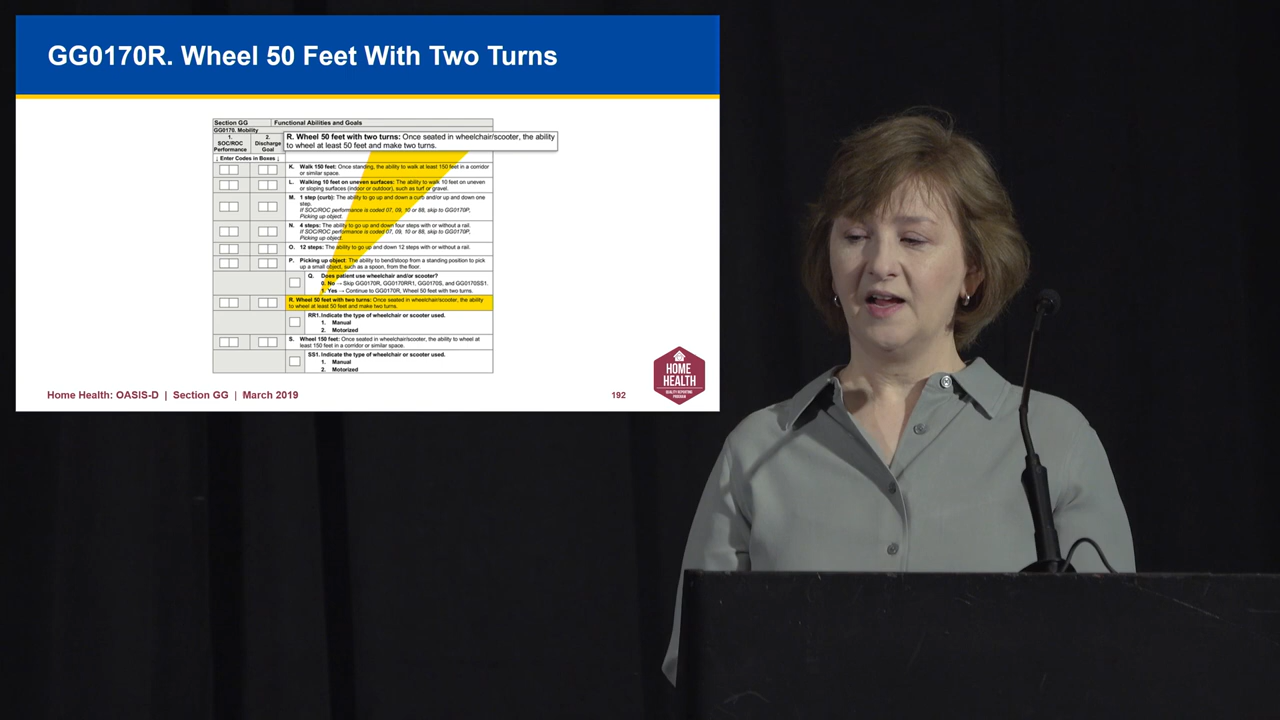 GG0170R. Wheel 50 Feet With Two Turns
Section GG Functional Abilities and Goals
GG0170. Mobility
1.
SOC/ROC
Performance
2.
Discharge
Goal
R. Wheel 50 feet with two turns: Once seated in wheelchair/scooter, the ability
to wheel at least 50 feet and make two turns.
↓ Enter Codes in Boxes ↓
K. Walk 150 feet: Once standing, the ability to walk at least 150 feet in a corridor
or similar space.
L. Walking 10 feet on uneven surfaces: The ability to walk 10 feet on uneven
or sloping surfaces (indoor or outdoor), such as turf or gravel.
M. 1 step (curb): The ability to go up and down a curb and/or up and down one
step.
If SOC/ROC performance is coded 07, 09, 10 or 88, skip to GG0170P,
Picking up object.
N. 4 steps: The ability to go up and down four steps with or without a rail.
If SOC/ROC performance is coded 07, 09, 10 or 88, skip to GG0170P,
Picking up object.
O. 12 steps: The ability to go up and down 12 steps with or without a rail.
P. Picking up object: The ability to bend/stoop from a standing position to pick
up a small object, such as a spoon, from the floor.
Q. Does patient use wheelchair and/or scooter?
0. No → Skip GG0170R, GG0170RR1, GG0170S, and GG0170SS1.
1. Yes → Continue to GG0170R, Wheel 50 feet with two turns.
R. Wheel 50 feet with two turns: Once seated in wheelchair/scooter, the ability
to wheel at least 50 feet and make two turns.
RR1. Indicate the type of wheelchair or scooter used.
1. Manual
2. Motorized
S. Wheel 150 feet: Once seated in wheelchair/scooter, the ability to wheel at
least 150 feet in a corridor or similar space.
SS1. Indicate the type of wheelchair or scooter used.
1. Manual
2. Motorized
Home Health: OASIS-D | Section GG | March 2019
192
HOME
HEALTH
QUALITY REPORTING
PROGRAM